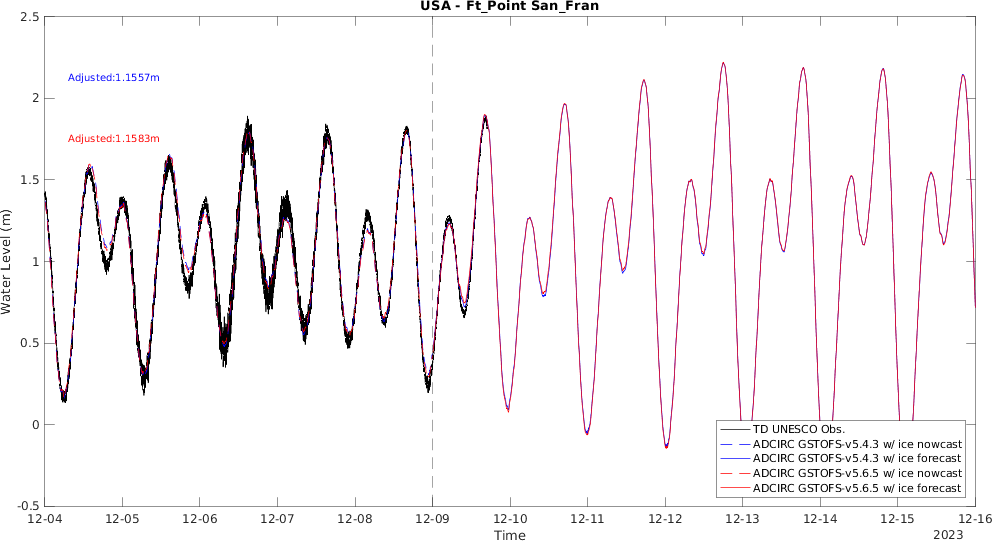 USA - Ft_Point San_Fran
Water Level (m)
2.5
2
1.5
1
0.5
0
-0.5
Adjusted:1.1557m
Adjusted:1.1583m
TD UNESCO Obs.
ADCIRC GSTOFS-v5.4.3 w/ ice nowcast
ADCIRC GSTOFS-v5.4.3 w/ ice forecast
ADCIRC GSTOFS-v5.6.5 w/ ice nowcast
ADCIRC GSTOFS-v5.6.5 w/ ice forecast
12-04 12-05 12-06 12-07 12-08 12-09 12-10 12-11 12-12 12-13 12-14 12-15 12-16
Time
2023